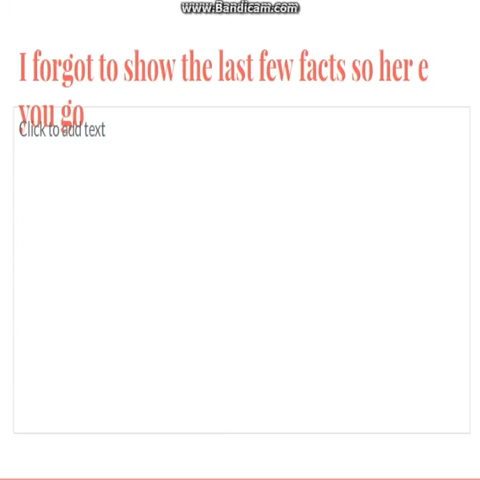 www.Bandicam.com
I forgot to show the last few facts so her e
you go
Click to add text